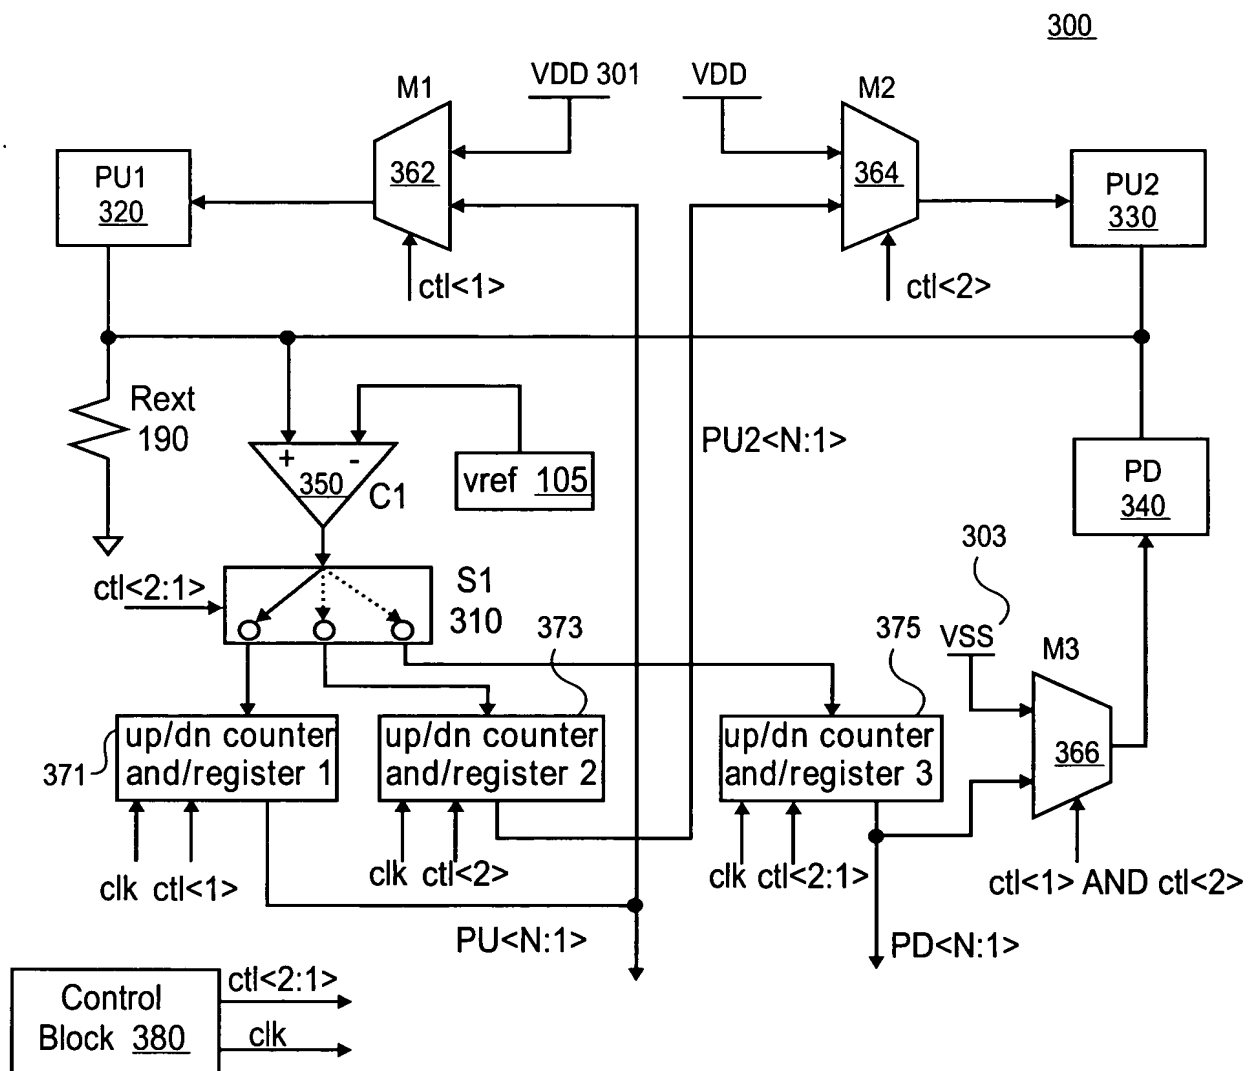 300
M1
VDD 301
VDD
M2
PU1
320
362
364
PU2
330
ctl<1>
ctl<2>
Rext
190
+ -
350
C1
vref 105
PU2<N:1>
PD
340
ctl<2:1>
S1
310
373
375
303
VSS
M3
371
up/dn counter
and/register 1
up/dn counter
and/register 2
up/dn counter
and/register 3
366
clk ctl<1>
clk ctl<2>
clk ctl<2:1>
ctl<1> AND ctl<2>
PU<N:1>
PD<N:1>
Control
Block 380
ctl<2:1>
clk